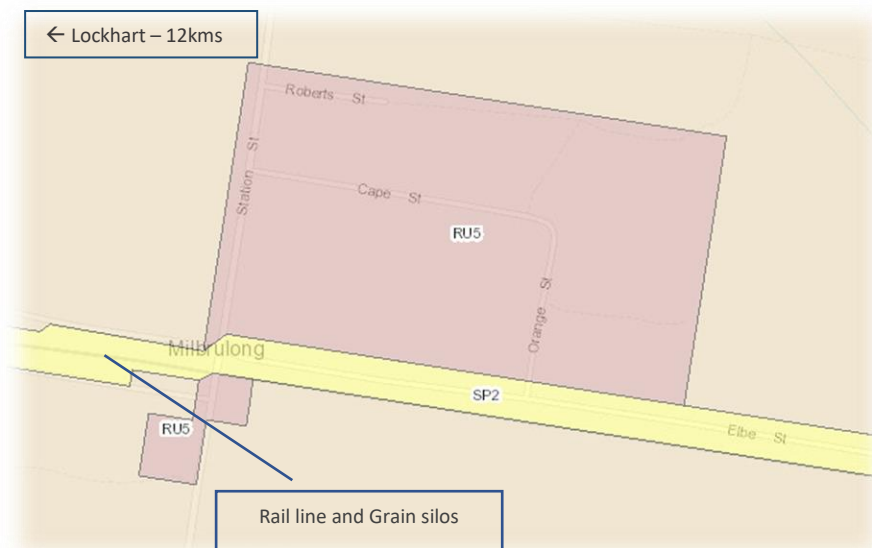 ← Lockhart – 12kms
Roberts St
Station St
Cape St
RU5
Orange St
Milbrulong
SP2
RU5
Elbe St
Rail line and Grain silos